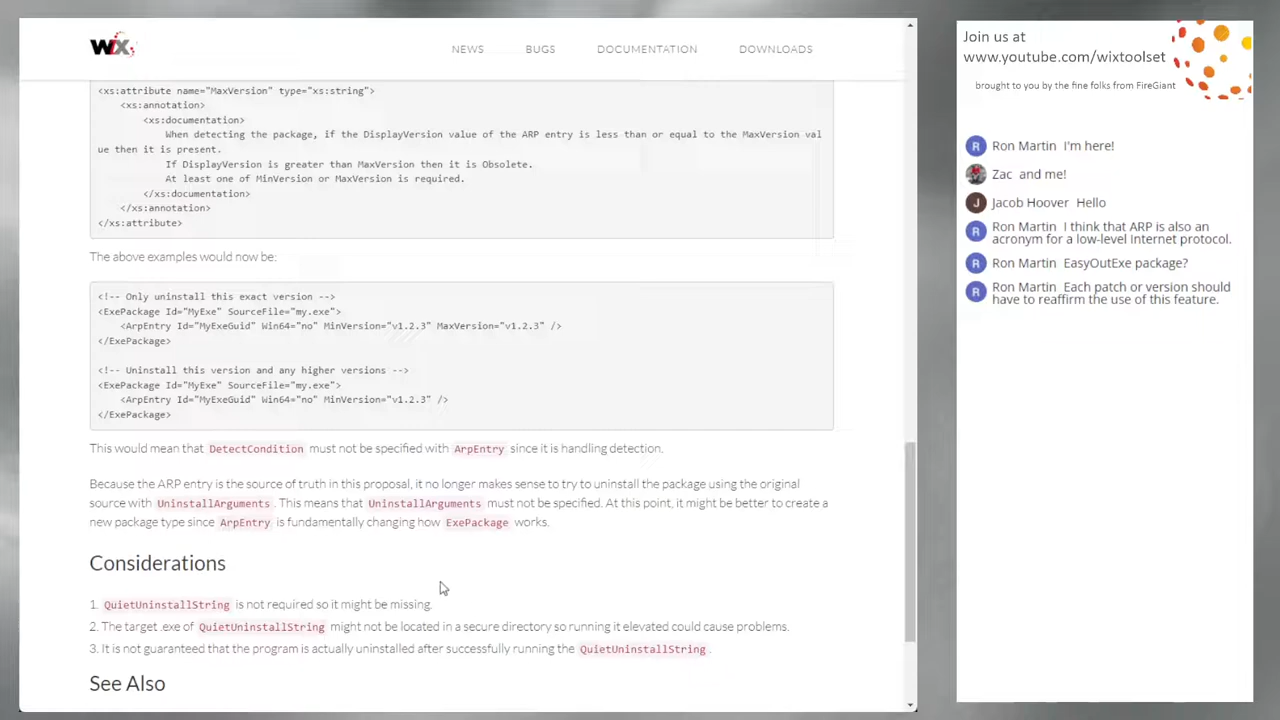 WiX
NEWS BUGS DOCUMENTATION DOWNLOADS
<xs:attribute name="MaxVersion" type="xs:string">
<xs:annotation>
<xs:documentation>
When detecting the package, if the DisplayVersion value of the ARP entry is less than or equal to the MaxVersion val
ue then it is present.
If DisplayVersion is greater than MaxVersion then it is Obsolete.
At least one of MinVersion or MaxVersion is required.
</xs:documentation>
</xs:annotation>
</xs:attribute>
The above examples would now be:
<!-- Only uninstall this exact version -->
<ExePackage Id="MyExe" SourceFile="my.exe">
<ArpEntry Id="MyExeGuid" Win64="no" MinVersion="v1.2.3" MaxVersion="v1.2.3" />
</ExePackage>
<!-- Uninstall this version and any higher versions -->
<ExePackage Id="MyExe" SourceFile="my.exe">
<ArpEntry Id="MyExeGuid" Win64="no" MinVersion="v1.2.3" />
</ExePackage>
This would mean that DetectCondition must not be specified with ArpEntry since it is handling detection.
Because the ARP entry is the source of truth in this proposal, it no longer makes sense to try to uninstall the package using the original
source with UninstallArguments. This means that UninstallArguments must not be specified. At this point, it might be better to create a
new package type since ArpEntry is fundamentally changing how ExePackage works.
Considerations
1. QuietUninstallString is not required so it might be missing.
2. The target .exe of QuietUninstallString might not be located in a secure directory so running it elevated could cause problems.
3. It is not guaranteed that the program is actually uninstalled after successfully running the QuietUninstallString.
See Also
Join us at
www.youtube.com/wixtoolset
brought to you by the fine folks from FireGiant
R Ron Martin I'm here!
Zac and me!
J Jacob Hoover Hello
R Ron Martin I think that ARP is also an
acronym for a low-level Internet protocol.
R Ron Martin EasyOutExe package?
R Ron Martin Each patch or version should
have to reaffirm the use of this feature.